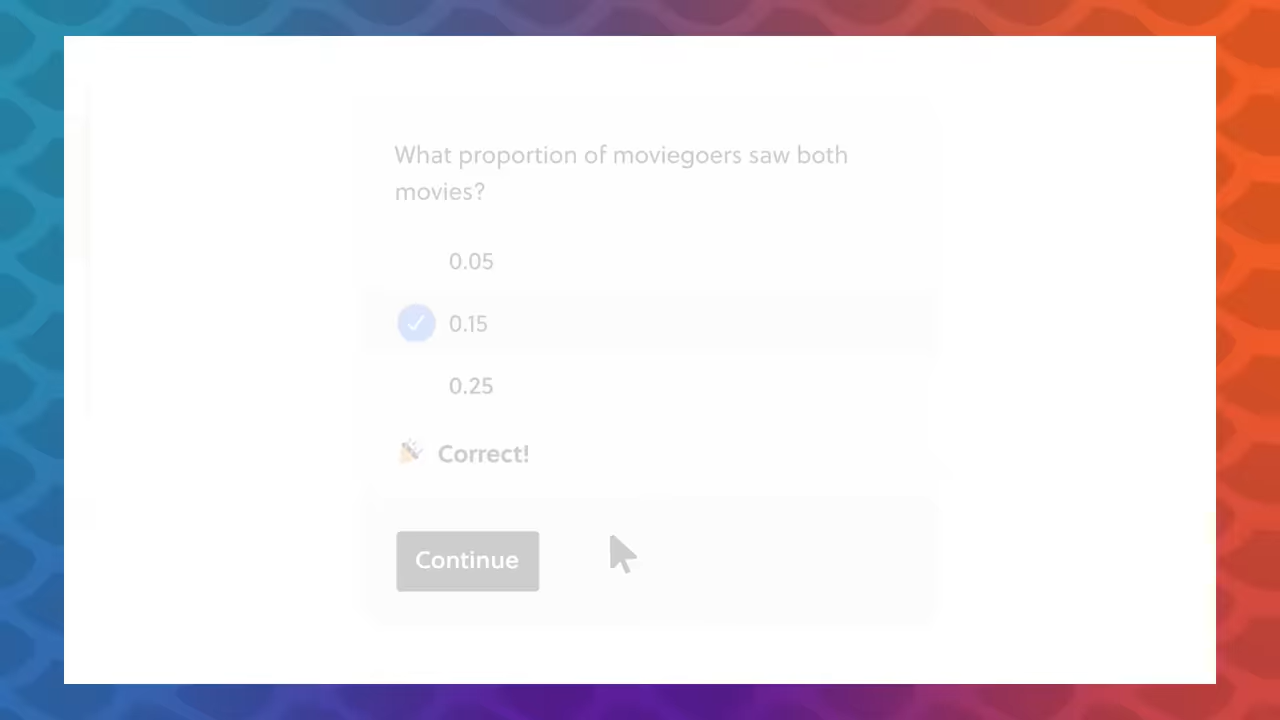 What proportion of moviegoers saw both
movies?
0.05
0.15
0.25
Correct!
Continue